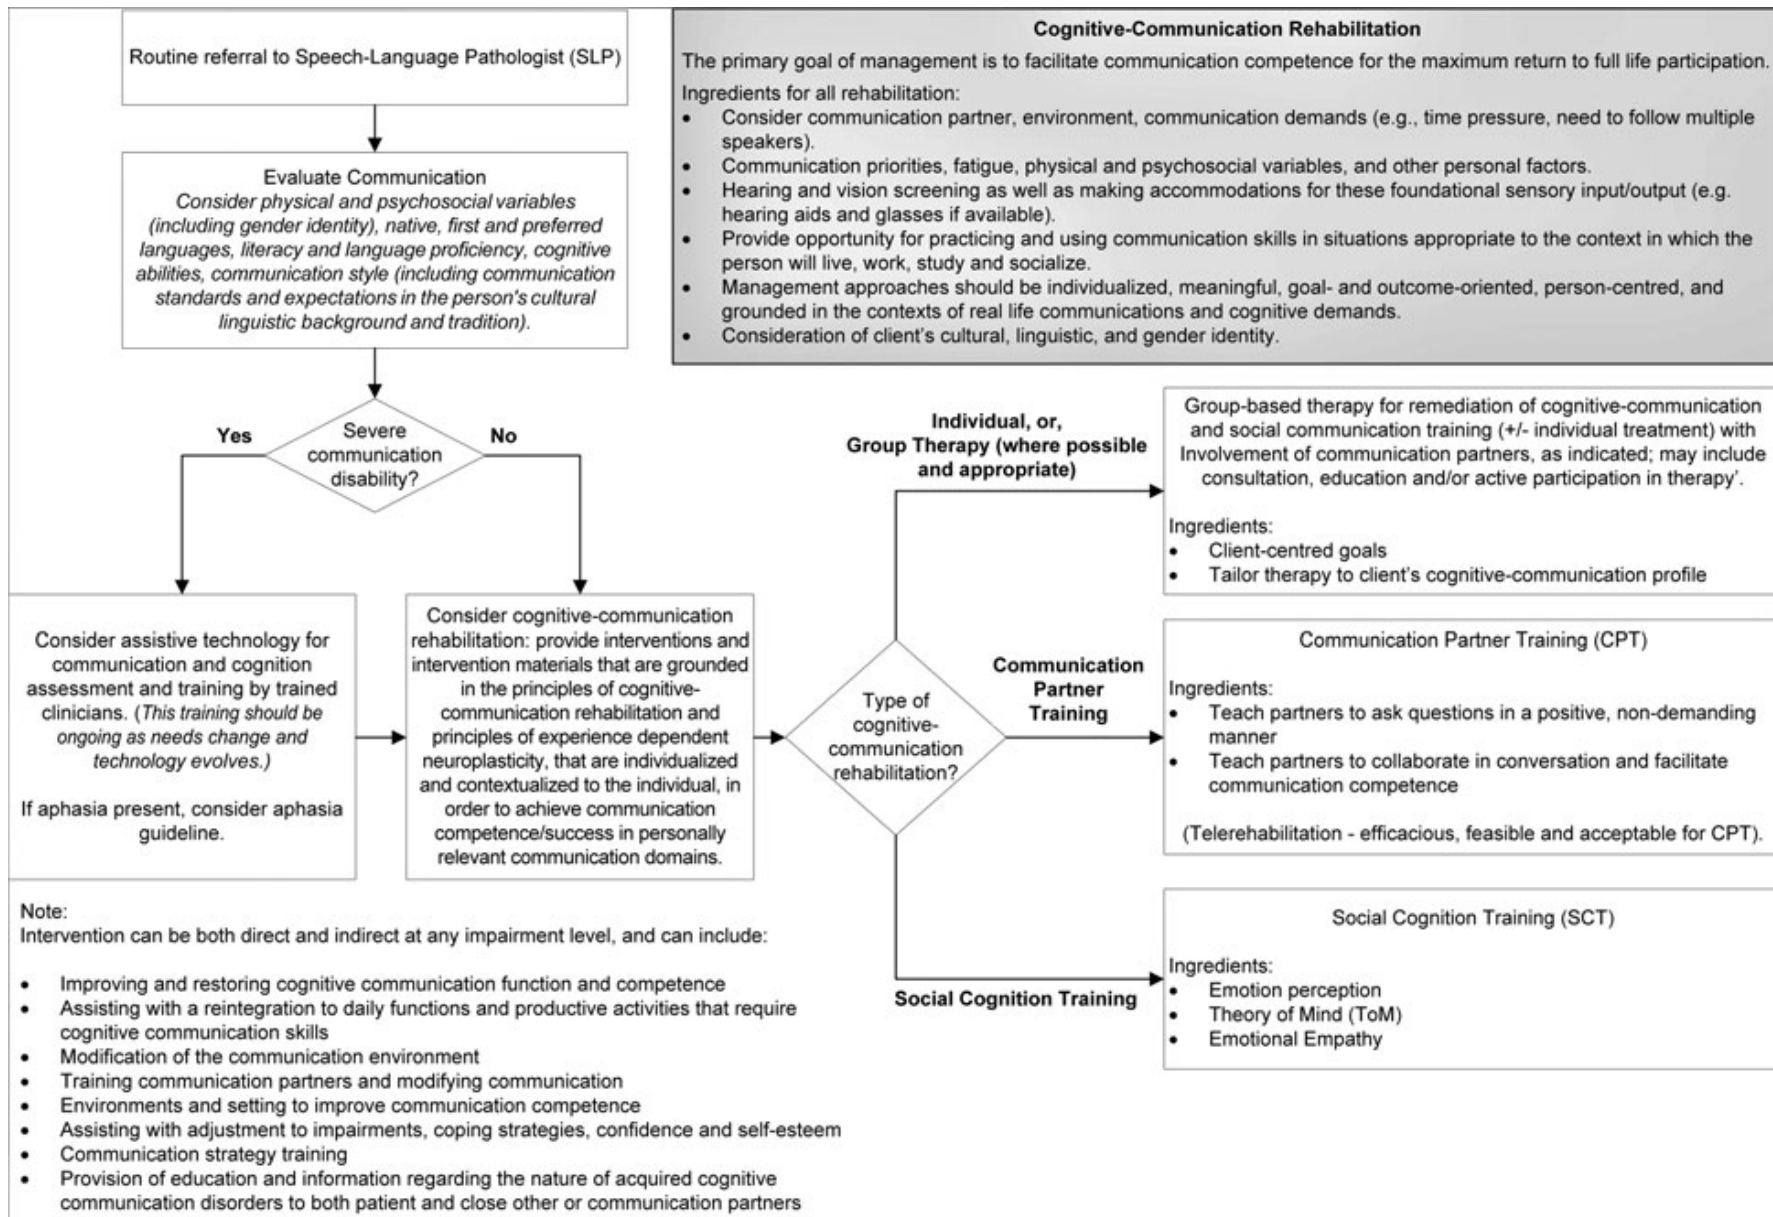 Routine referral to Speech-Language Pathologist (SLP)
Evaluate Communication
Consider physical and psychosocial variables
(including gender identity), native, first and preferred
languages, literacy and language proficiency, cognitive
abilities, communication style (including communication
standards and expectations in the person's cultural
linguistic background and tradition).
Cognitive-Communication Rehabilitation
The primary goal of management is to facilitate communication competence for the maximum return to full life participation.
Ingredients for all rehabilitation:
• Consider communication partner, environment, communication demands (e.g., time pressure, need to follow multiple
speakers).
• Communication priorities, fatigue, physical and psychosocial variables, and other personal factors.
• Hearing and vision screening as well as making accommodations for these foundational sensory input/output (e.g.
hearing aids and glasses if available).
• Provide opportunity for practicing and using communication skills in situations appropriate to the context in which the
person will live, work, study and socialize.
• Management approaches should be individualized, meaningful, goal- and outcome-oriented, person-centred, and
grounded in the contexts of real life communications and cognitive demands.
• Consideration of client's cultural, linguistic, and gender identity.
Yes
Severe
communication
disability?
No
Consider assistive technology for
communication and cognition
assessment and training by trained
clinicians. (This training should be
ongoing as needs change and
technology evolves.)
If aphasia present, consider aphasia
guideline.
Consider cognitive-communication
rehabilitation: provide interventions and
intervention materials that are grounded
in the principles of cognitive-
communication rehabilitation and
principles of experience dependent
neuroplasticity, that are individualized
and contextualized to the individual, in
order to achieve communication
competence/success in personally
relevant communication domains.
Type of
cognitive-
communication
rehabilitation?
Individual, or,
Group Therapy (where possible
and appropriate)
Group-based therapy for remediation of cognitive-communication
and social communication training (+/- individual treatment) with
Involvement of communication partners, as indicated; may include
consultation, education and/or active participation in therapy'.
Ingredients:
• Client-centred goals
• Tailor therapy to client's cognitive-communication profile
Communication
Partner
Training
Communication Partner Training (CPT)
Ingredients:
• Teach partners to ask questions in a positive, non-demanding
manner
• Teach partners to collaborate in conversation and facilitate
communication competence
(Telerehabilitation - efficacious, feasible and acceptable for CPT).
Social Cognition Training
Social Cognition Training (SCT)
Ingredients:
• Emotion perception
• Theory of Mind (ToM)
• Emotional Empathy
Note:
Intervention can be both direct and indirect at any impairment level, and can include:
• Improving and restoring cognitive communication function and competence
• Assisting with a reintegration to daily functions and productive activities that require
cognitive communication skills
• Modification of the communication environment
• Training communication partners and modifying communication
• Environments and setting to improve communication competence
• Assisting with adjustment to impairments, coping strategies, confidence and self-esteem
• Communication strategy training
• Provision of education and information regarding the nature of acquired cognitive
communication disorders to both patient and close other or communication partners